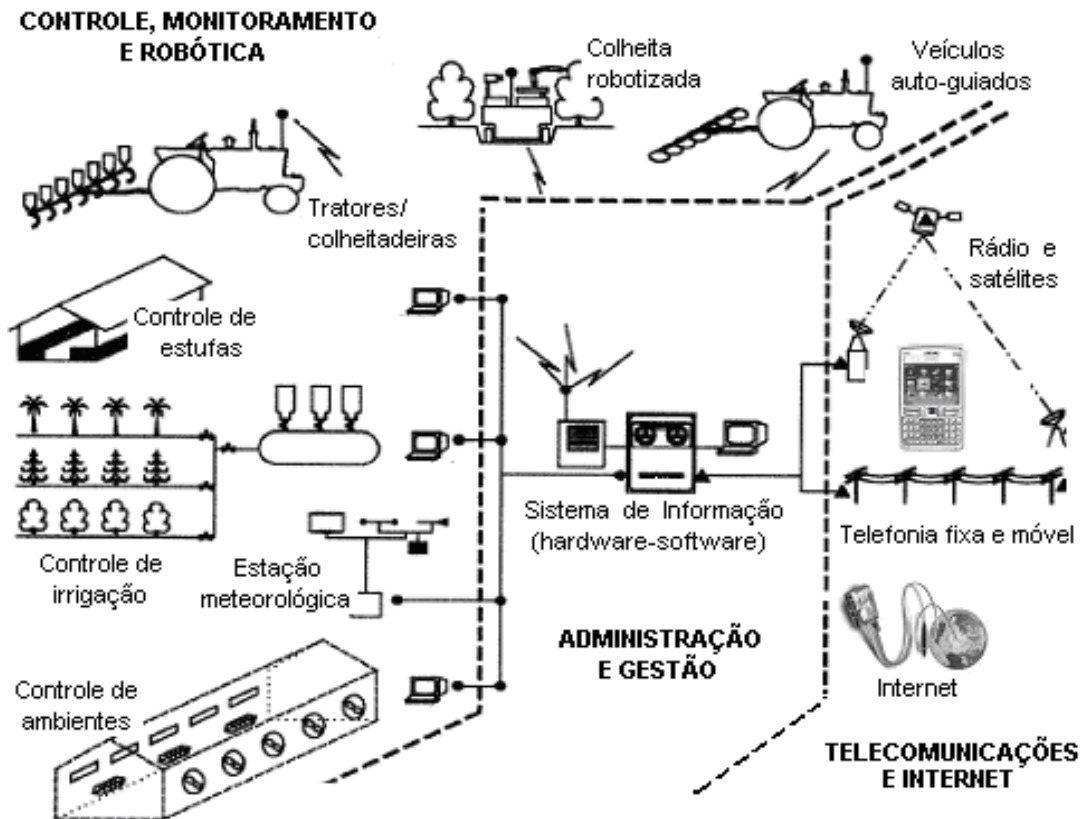 CONTROLE, MONITORAMENTO
E ROBÓTICA
Colheita
robotizada
Veículos
auto-guiados
Tratores/
colheitadeiras
Rádio e
satélites
Controle de
estufas
Sistema de Informação
(hardware-software)
Telefonia fixa e móvel
Controle de
irrigação
Estação
meteorológica
ADMINISTRAÇÃO
E GESTÃO
Internet
Controle de
ambientes
TELECOMUNICAÇÕES
E INTERNET